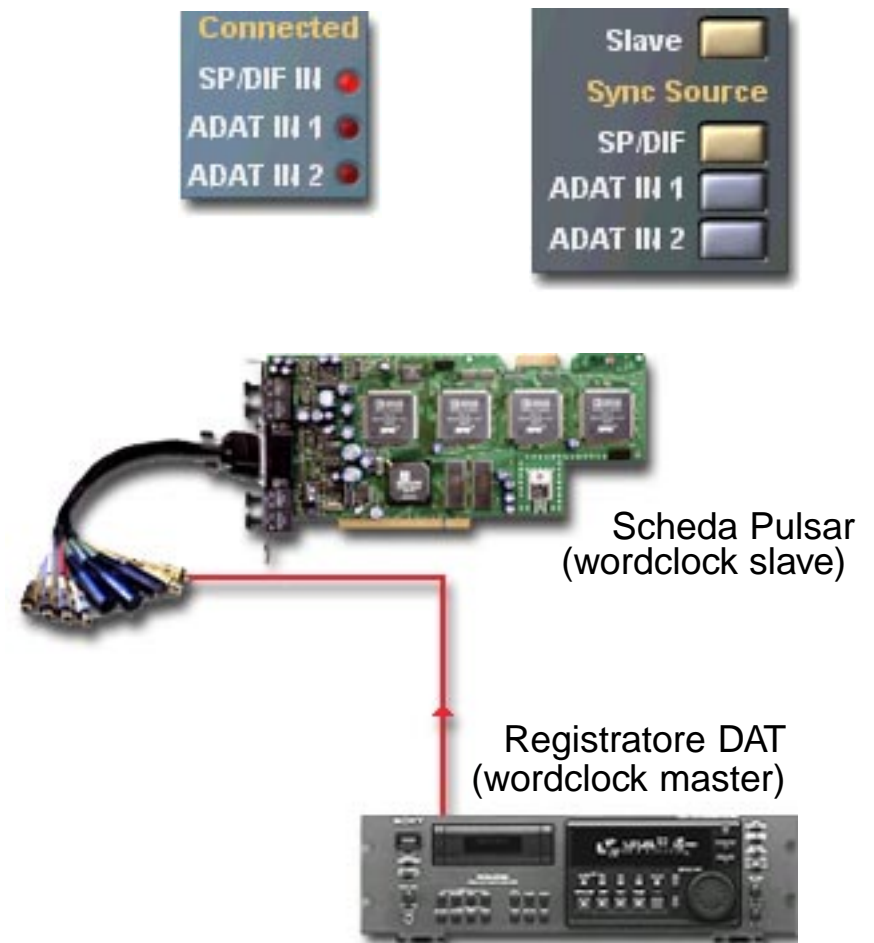 Connected
SP/DIF IN
ADAT IN 1
ADAT IN 2
Slave
Sync Source
SP/DIF
ADAT IN 1
ADAT IN 2
Scheda Pulsar
(wordclock slave)
Registratore DAT
(wordclock master)